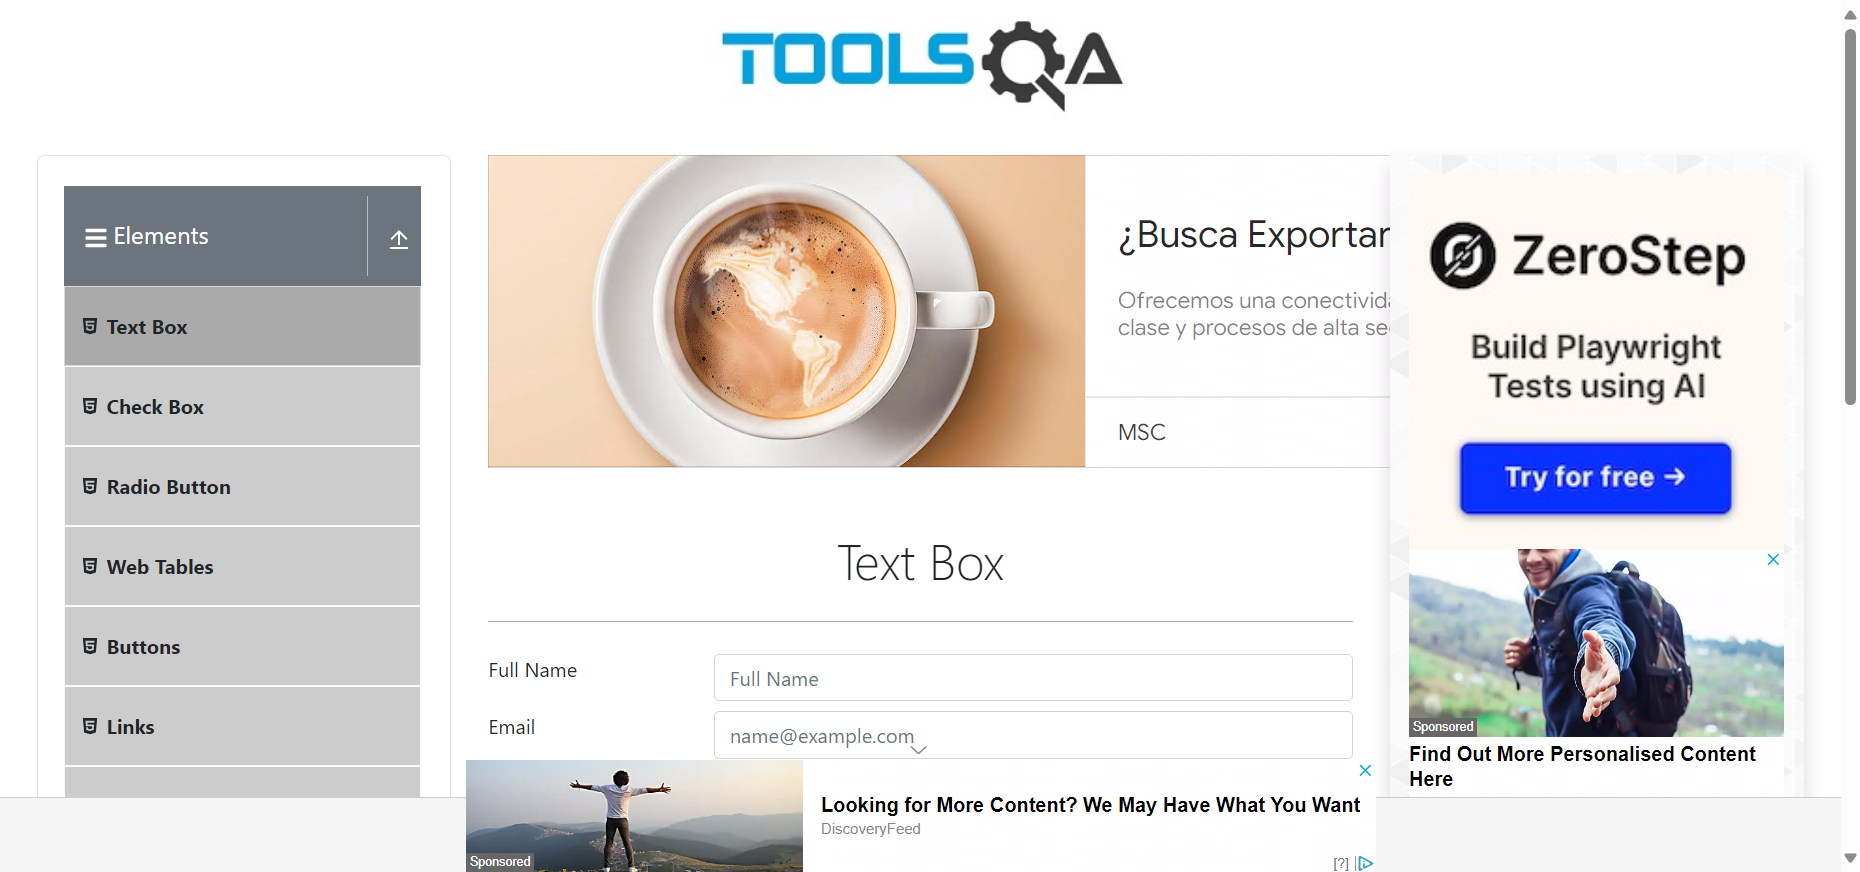 TOOLSQA
Elements
Text Box
Check Box
Radio Button
Web Tables
Buttons
Links
¿Busca Exportar
Ofrecemos una conectivid
clase y procesos de alta se
MSC
Text Box
Full Name
Full Name
Email
name@example.com
ZeroStep
Build Playwright
Tests using AI
Try for free →
Sponsored
Find Out More Personalised Content
Here
Looking for More Content? We May Have What You Want
DiscoveryFeed
Sponsored
[?]